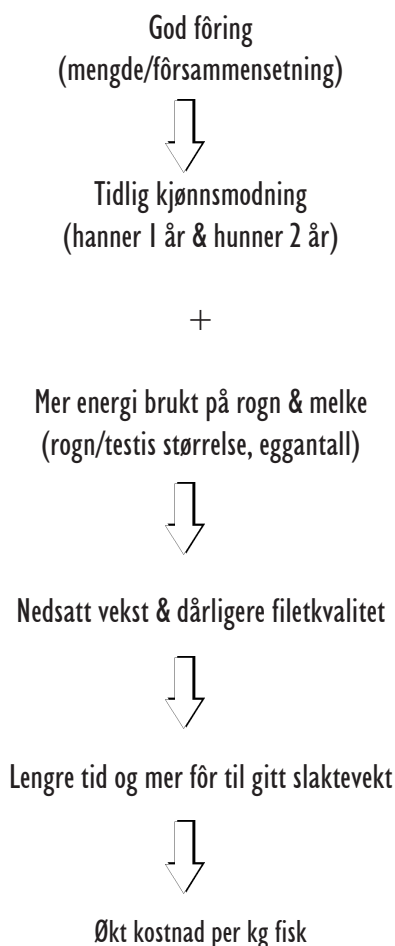 God fôring
(mengde/fôrsammensetning)
Tidlig kjønnsmodning
(hanner 1 år & hunner 2 år)
+
Mer energi brukt på rogn & melke
(rogn/testis størrelse, eggantall)
Nedsatt vekst & dårligere filetkvalitet
Lengre tid og mer fôr til gitt slaktevekt
Økt kostnad per kg fisk